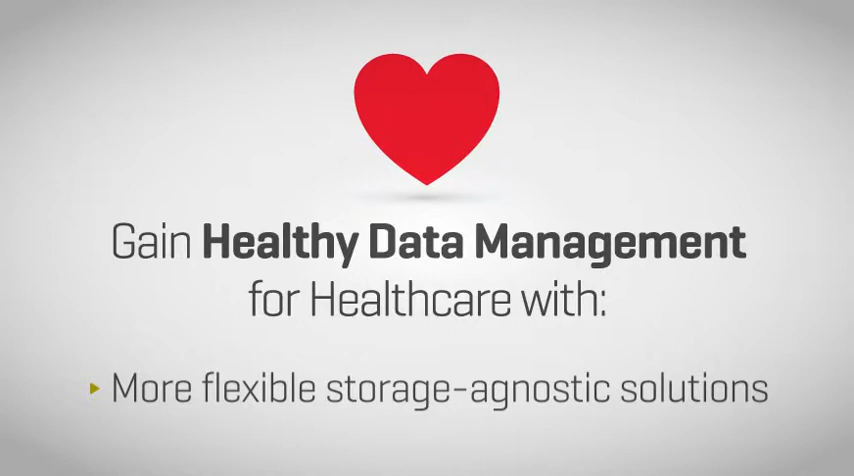 Gain Healthy Data Management
for Healthcare with:
More flexible storage-agnostic solutions